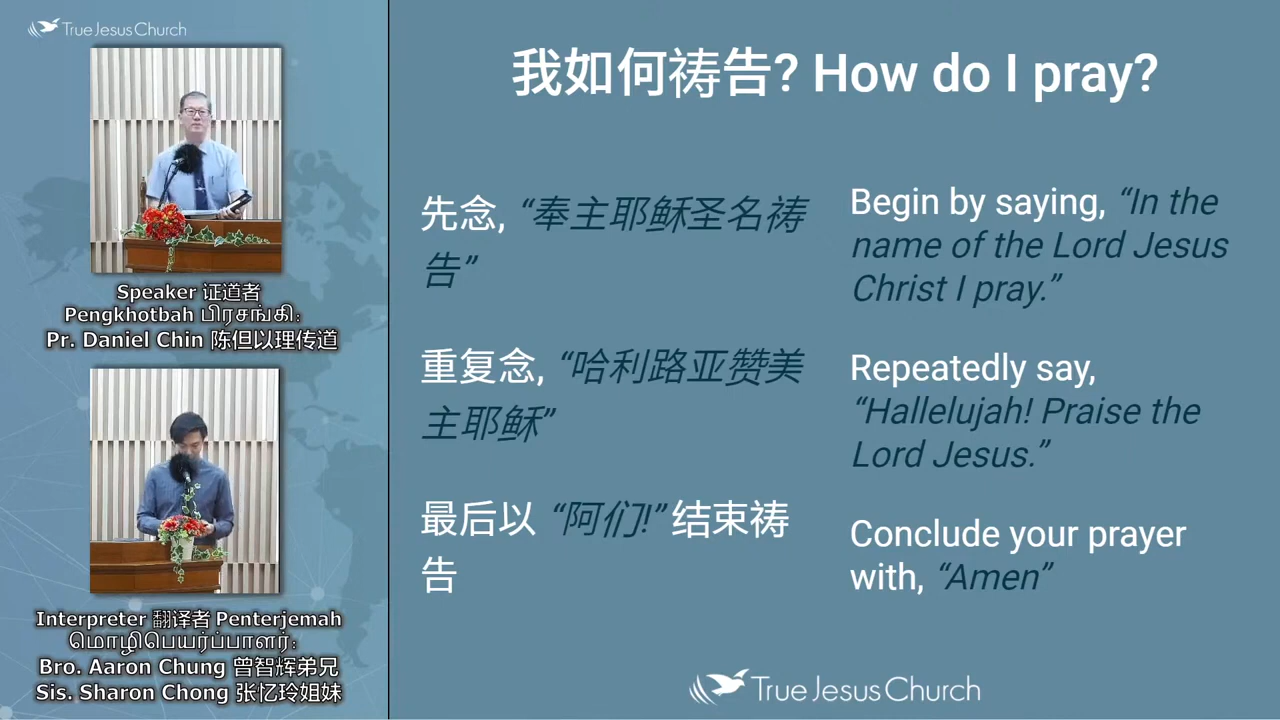 True Jesus Church
Speaker 证道者
Pengkhotbah பிரசங்கி:
Pr. Daniel Chin 陈但以理传道
Interpreter 翻译者 Penterjemah
மொழிபெயர்ப்பாளர்:
Bro. Aaron Chung 曾智辉弟兄
Sis. Sharon Chong 张忆玲姐妹
我如何祷告? How do I pray?
先念, “奉主耶稣圣名祷
告”
重复念, “哈利路亚赞美
主耶稣”
最后以 “阿们!” 结束祷
告
Begin by saying, “In the
name of the Lord Jesus
Christ I pray.”
Repeatedly say,
“Hallelujah! Praise the
Lord Jesus.”
Conclude your prayer
with, “Amen”
True Jesus Church